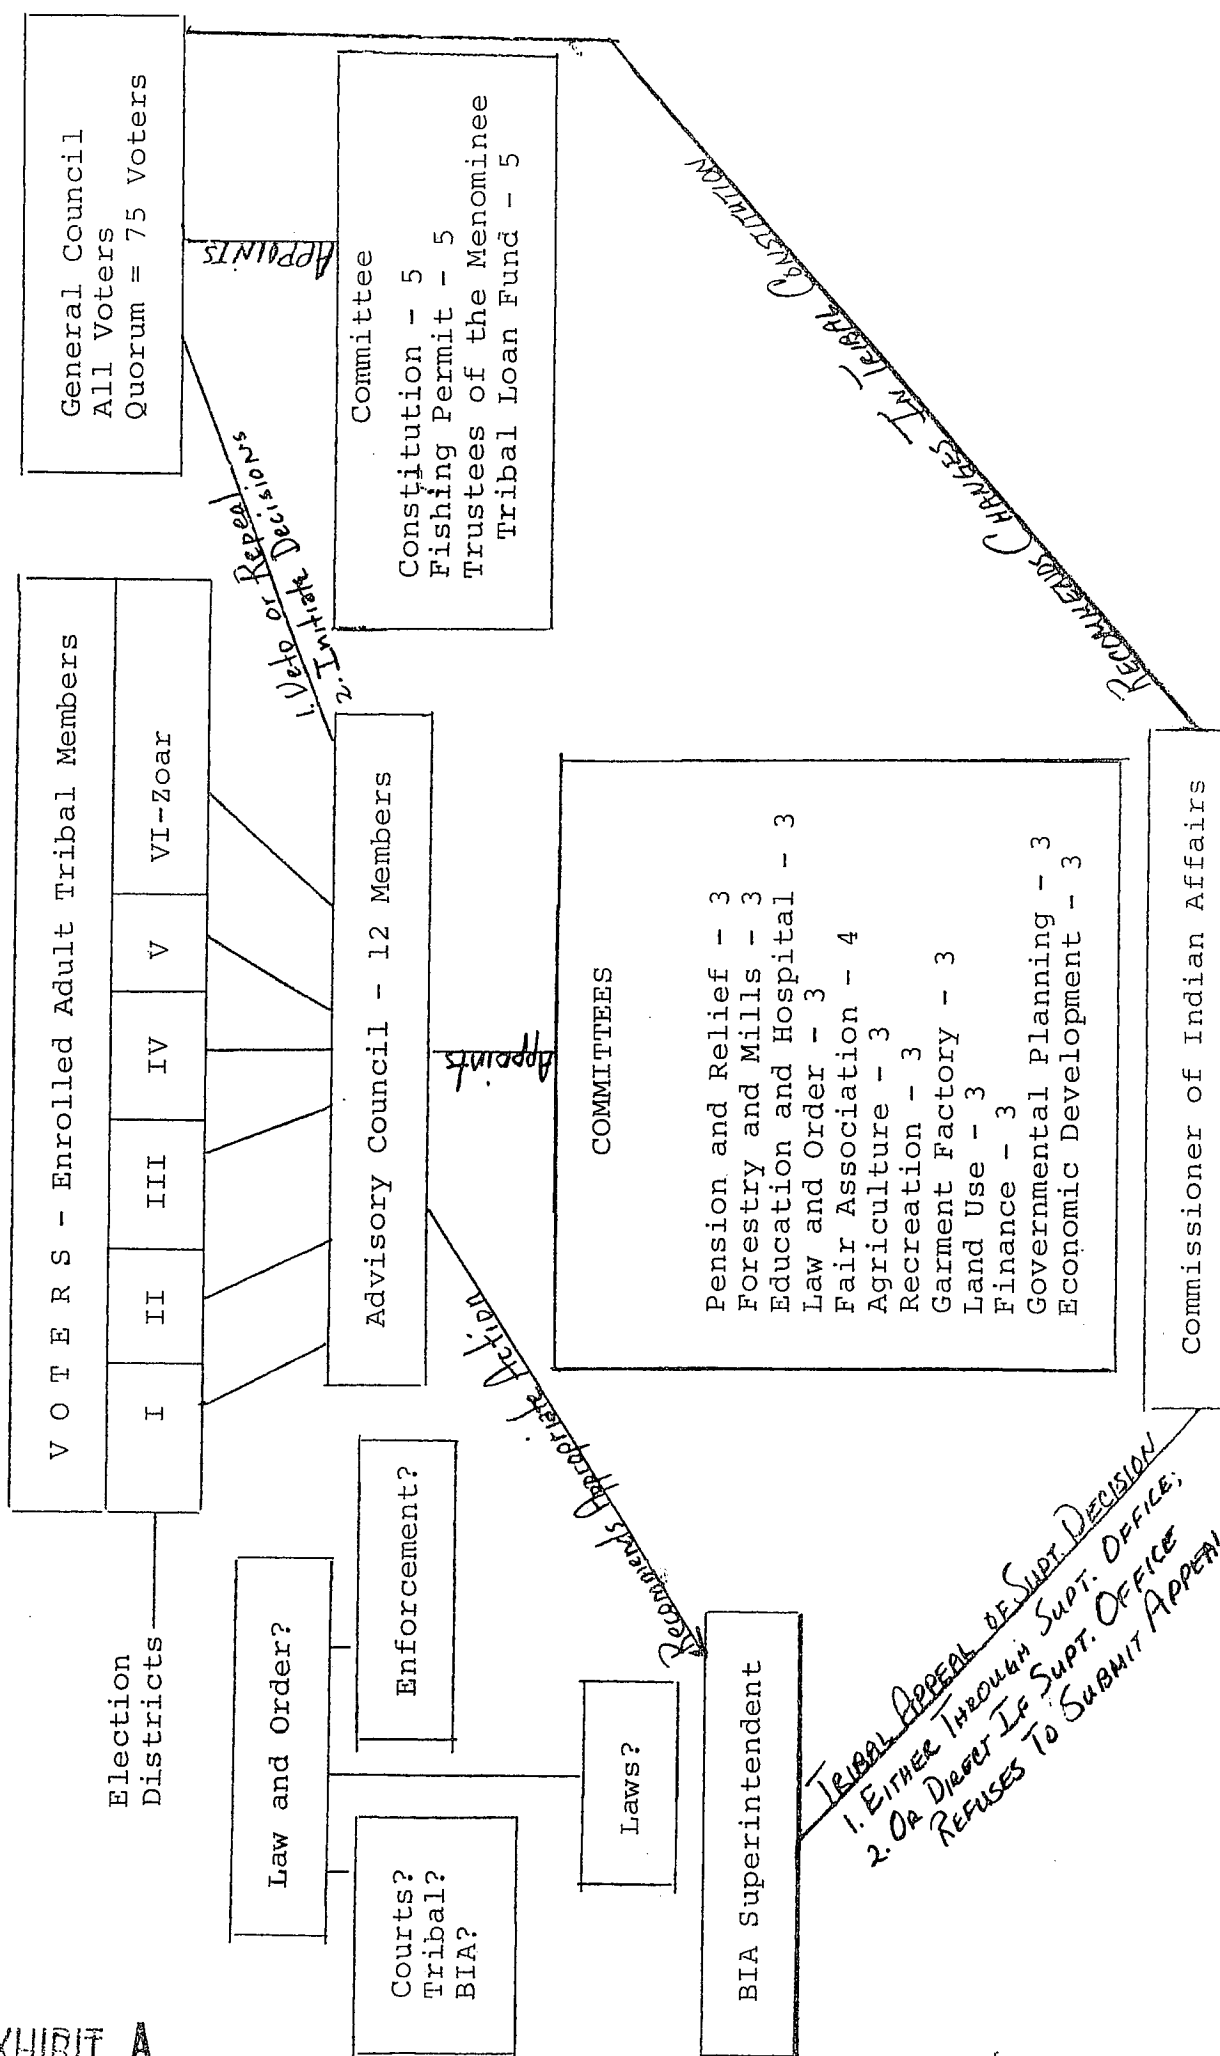 EXHIBIT A
V O T E R S - Enrolled Adult Tribal Members
Election
Districts
I
II
III
IV
V
VI-Zoar
General Council
All Voters
Quorum = 75 Voters
APPOINTS
1. Veto or Repeal
2. Initiate Decisions
Committee
Constitution - 5
Fishing Permit - 5
Trustees of the Menominee
Tribal Loan Fund - 5
Law and Order?
Enforcement?
Courts?
Tribal?
BIA?
Laws?
Advisory Council - 12 Members
Appoints
Recommends Appropriate Action
COMMITTEES
Pension and Relief - 3
Forestry and Mills - 3
Education and Hospital - 3
Law and Order - 3
Fair Association - 4
Agriculture - 3
Recreation - 3
Garment Factory - 3
Land Use - 3
Finance - 3
Governmental Planning - 3
Economic Development - 3
BIA Superintendent
TRIBAL APPEAL OF SUPT. DECISION
1. EITHER THROUGH SUPT. OFFICE;
2. OR DIRECT IF SUPT. OFFICE
REFUSES TO SUBMIT APPEAL
RECOMMENDS CHANGES IN TRIBAL CONSTITUTION
Commissioner of Indian Affairs